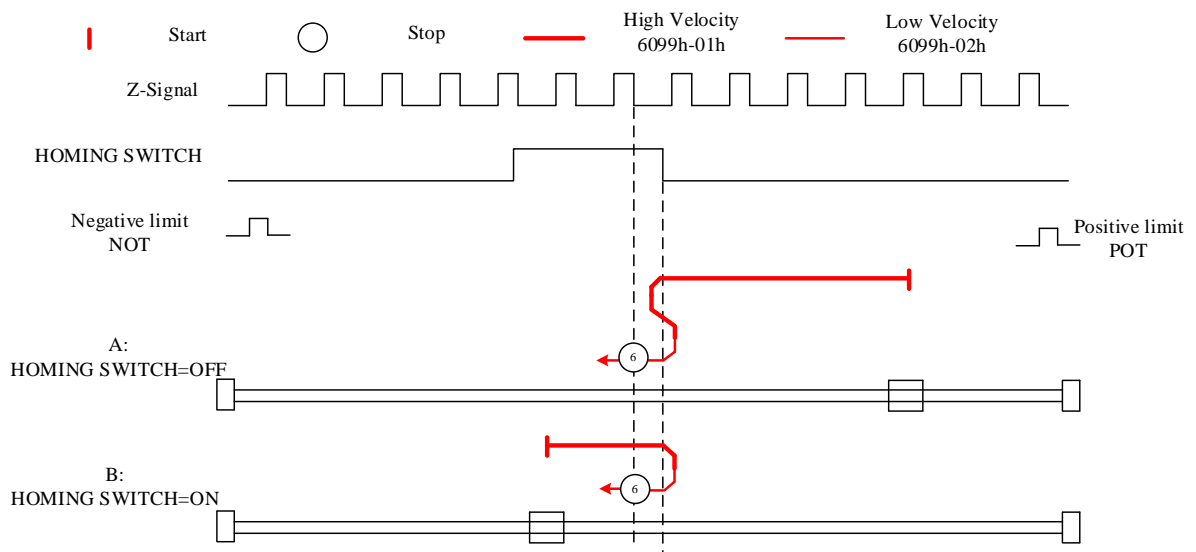 Start
Stop
High Velocity
6099h-01h
Low Velocity
6099h-02h
Z-Signal
HOMING SWITCH
Negative limit
NOT
Positive limit
POT
A:
HOMING SWITCH=OFF
6
B:
HOMING SWITCH=ON
6